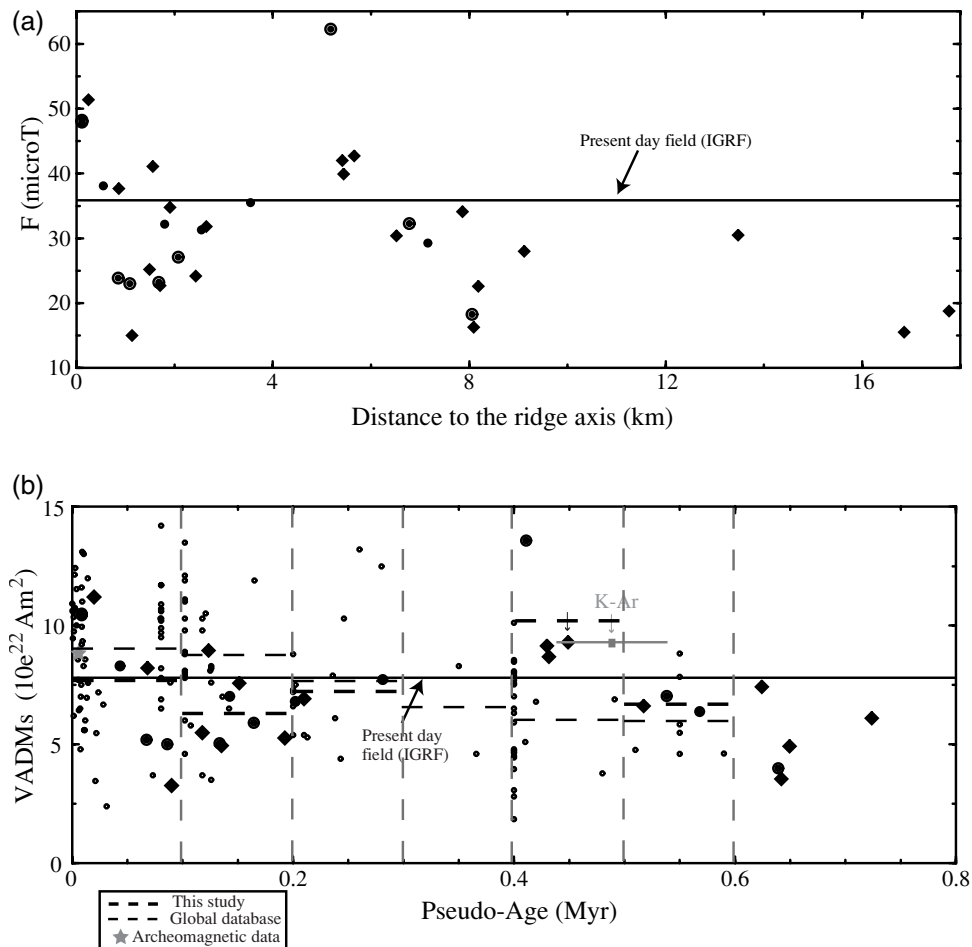 (a)
60
50
40
30
20
10
F (microT)
Present day field (IGRF)
0
4
8
12
16
Distance to the ridge axis (km)
(b)
15
10
5
0
VADMs (10e²² Am²)
K-Ar
Present day
field (IGRF)
0
0.2
0.4
0.6
0.8
Pseudo-Age (Myr)
This study
Global database
Archeomagnetic data